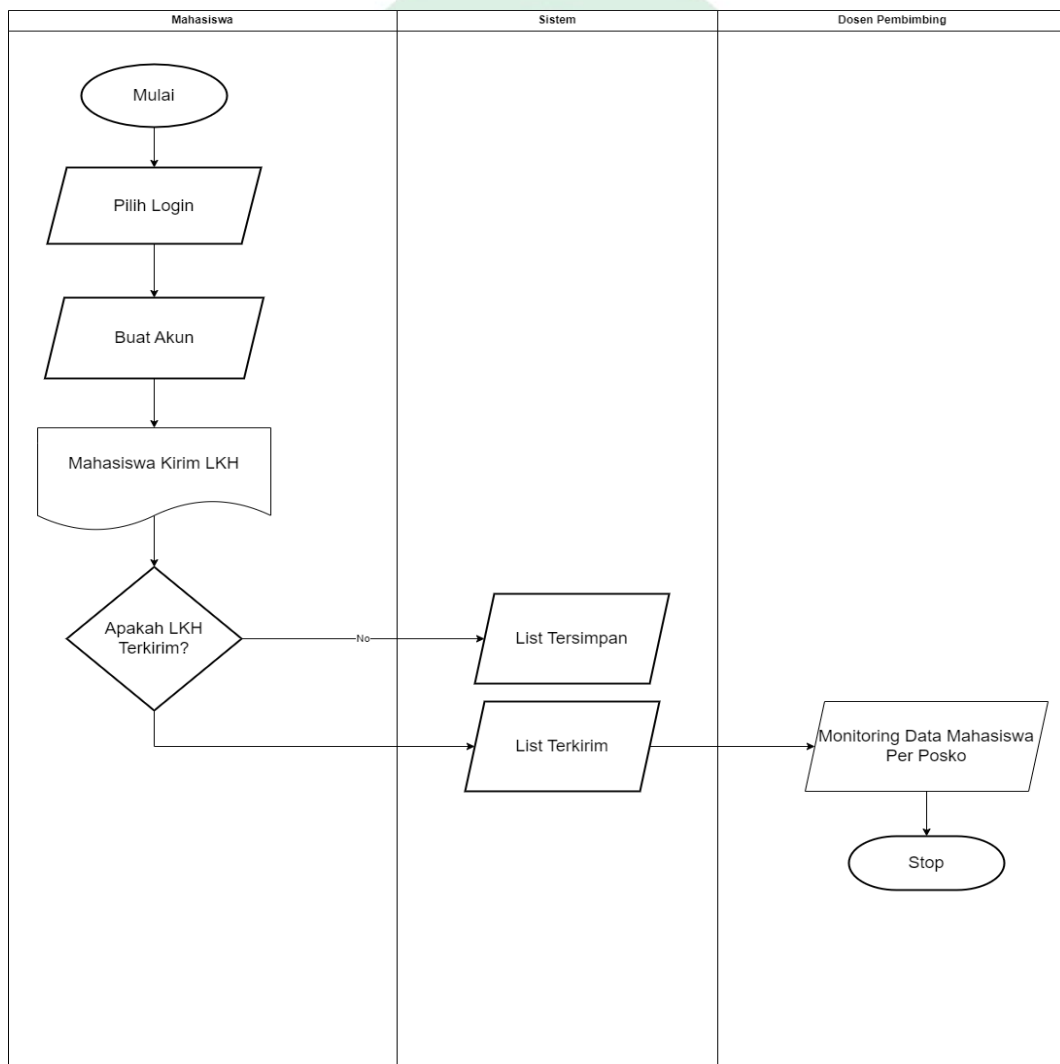 Mahasiswa
Sistem
Dosen Pembimbing
Mulai
Pilih Login
Buat Akun
Mahasiswa Kirim LKH
Apakah LKH
Terkirim?
No
List Tersimpan
List Terkirim
Monitoring Data Mahasiswa
Per Posko
Stop